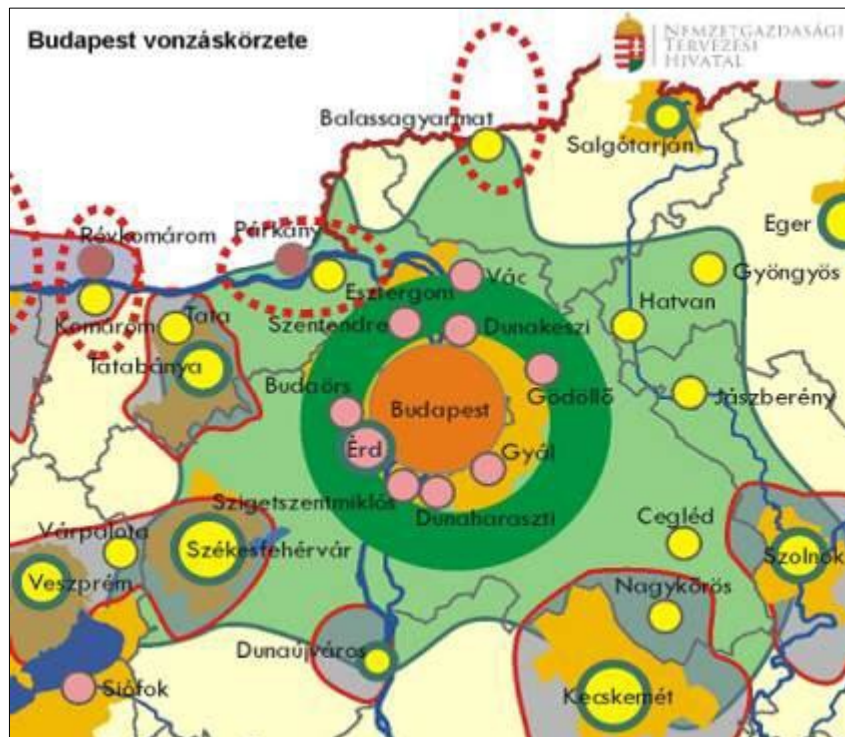 Budapest vonzáskörzete
NEMZETGAZDASÁGI
TERVEZÉSI
HIVATAL
Balassagyarmat
Salgótarján
Révkomárom
Párkány
Eger
Vác
Gyöngyös
Esztergom
Hatvan
Komárom
Tata
Szentendre
Dunakeszi
Tatabánya
Budaörs
Gödöllő
Jászberény
Budapest
Érd
Gyál
Szigetszentmiklós
Dunaharaszti
Cegléd
Várpalota
Székesfehérvár
Szolnok
Veszprém
Nagykőrös
Dunaújváros
Siófok
Kecskemét